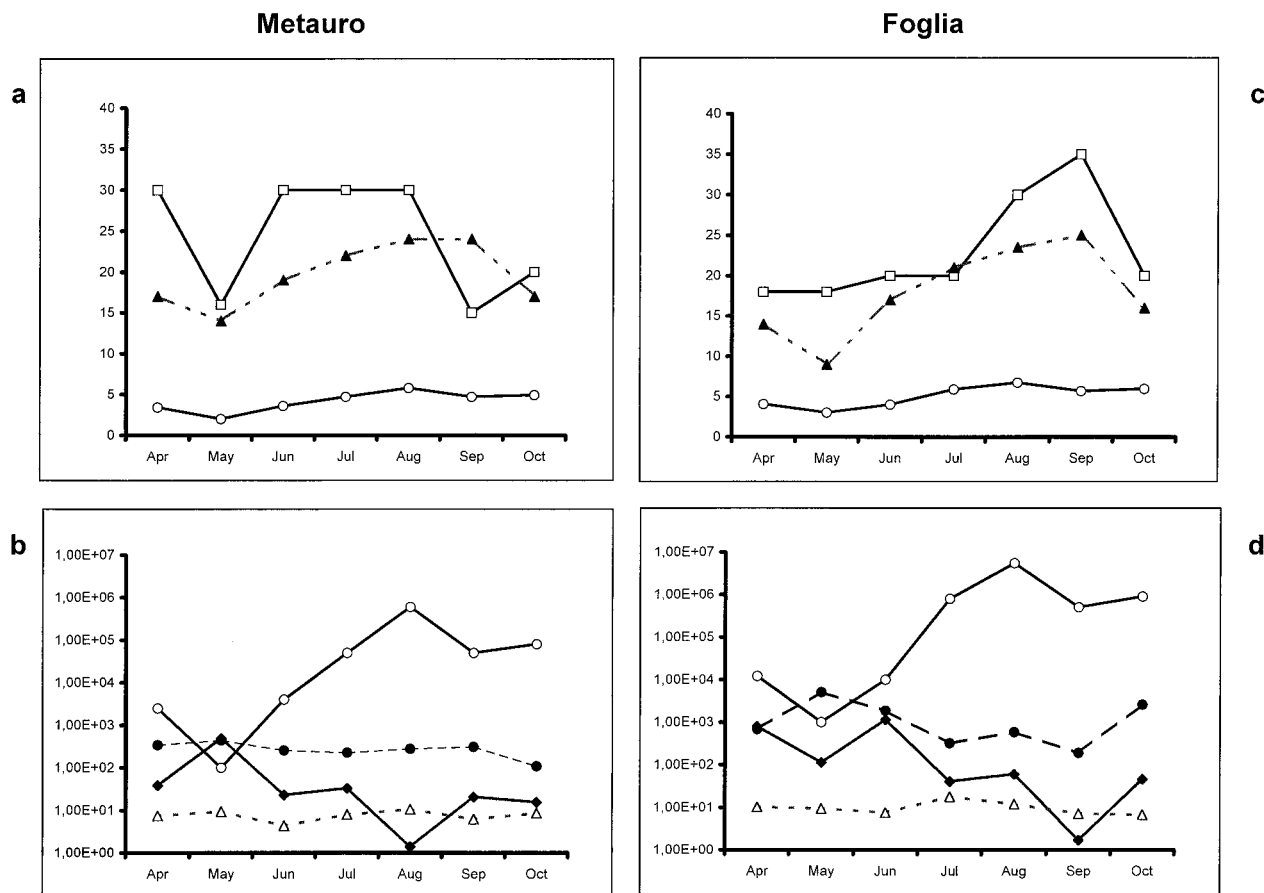 Metauro
Foglia
a
40
35
30
25
20
15
10
5
0
Apr May Jun Jul Aug Sep Oct
c
40
35
30
25
20
15
10
5
0
Apr May Jun Jul Aug Sep Oct
b
1,00E+07
1,00E+06
1,00E+05
1,00E+04
1,00E+03
1,00E+02
1,00E+01
1,00E+00
Apr May Jun Jul Aug Sep Oct
d
1,00E+07
1,00E+06
1,00E+05
1,00E+04
1,00E+03
1,00E+02
1,00E+01
1,00E+00
Apr May Jun Jul Aug Sep Oct